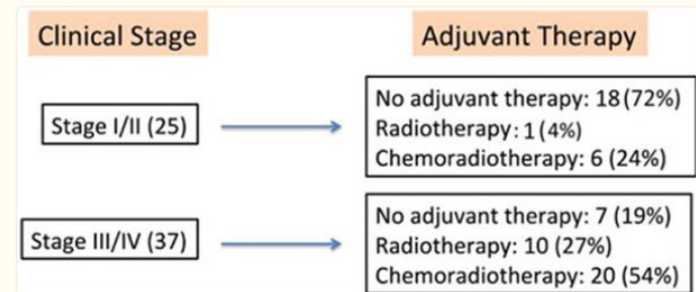 Clinical Stage
Adjuvant Therapy
Stage I/II (25)
No adjuvant therapy: 18 (72%)
Radiotherapy: 1 (4%)
Chemoradiotherapy: 6 (24%)
Stage III/IV (37)
No adjuvant therapy: 7 (19%)
Radiotherapy: 10 (27%)
Chemoradiotherapy: 20 (54%)